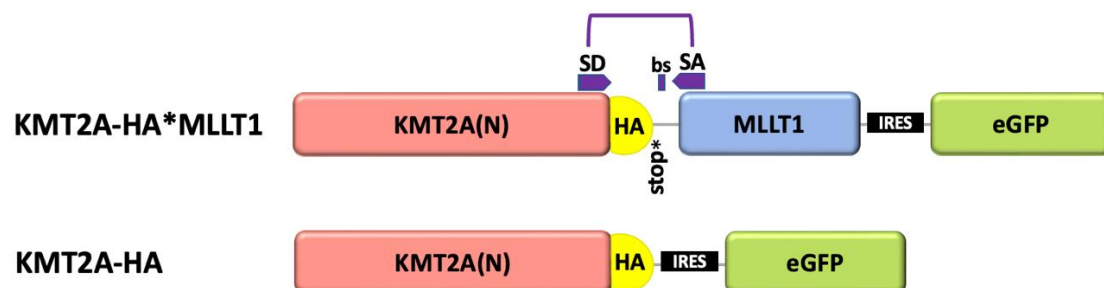 SD bs SA
KMT2A-HA*MLLT1 KMT2A(N) HA MLLT1 IRES eGFP
stop*
KMT2A-HA KMT2A(N) HA IRES eGFP